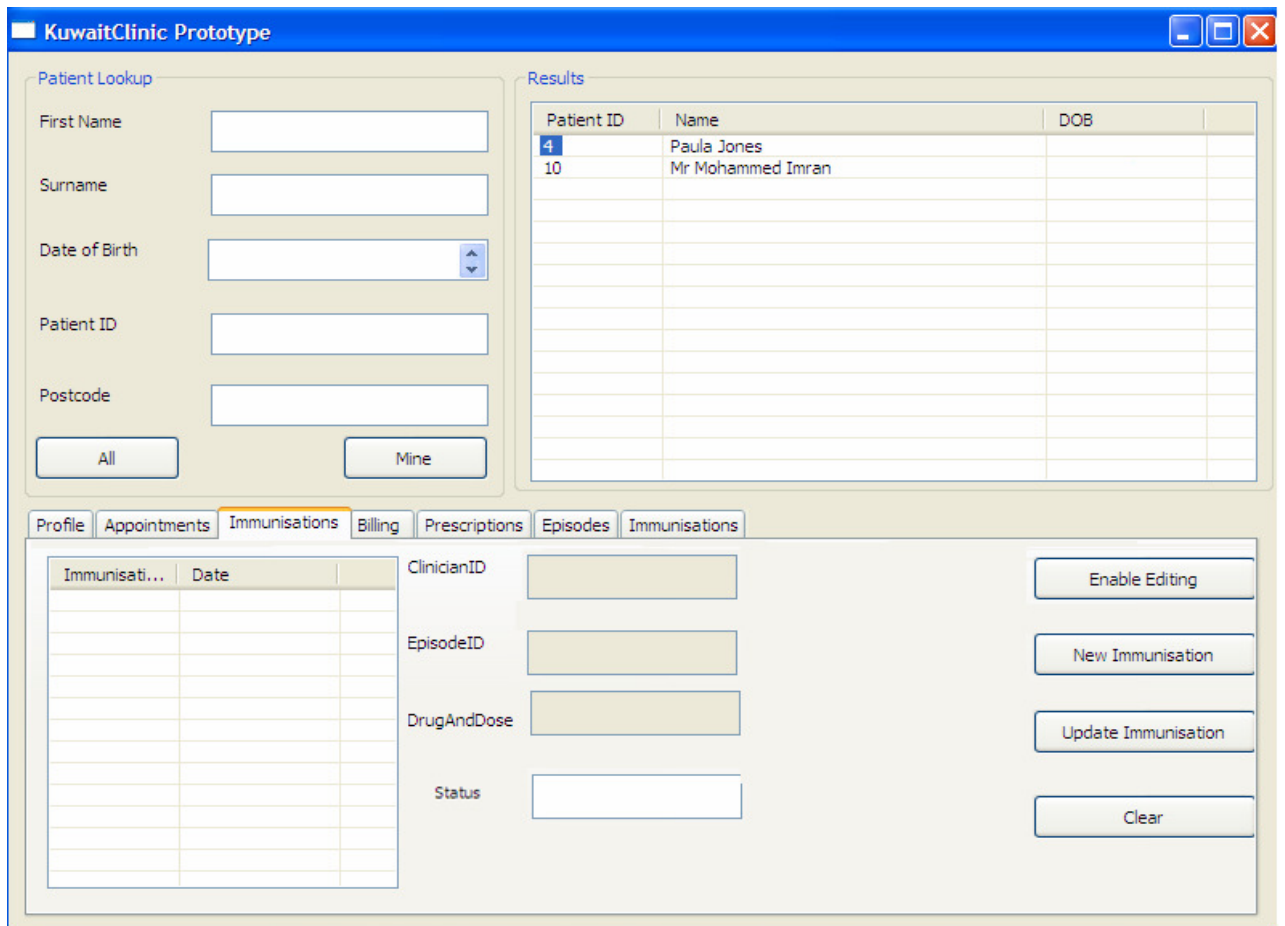 KuwaitClinic Prototype
Patient Lookup
First Name
Surname
Date of Birth
Patient ID
Postcode
All
Mine
Results
Patient ID Name DOB
4 Paula Jones
10 Mr Mohammed Imran
Profile Appointments Immunisations Billing Prescriptions Episodes Immunisations
Immunisati... Date
ClinicianID
EpisodeID
DrugAndDose
Status
Enable Editing
New Immunisation
Update Immunisation
Clear